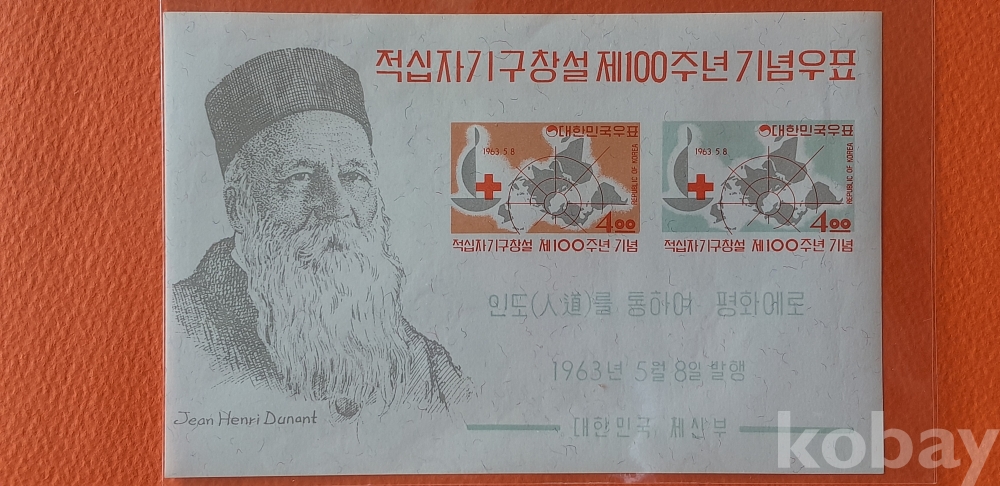 적십자기구창설 제100주년 기념우표
대한민국우표
1963. 5. 8.
REPUBLIC OF KOREA
4.00
적십자기구창설 제100주년 기념
대한민국우표
1963. 5. 8.
REPUBLIC OF KOREA
4.00
적십자기구창설 제100주년 기념
인도(人道)를 통하여 평화에로
1963년 5월 8일 발행
대한민국 체신부
Jean Henri Dunant
kobay